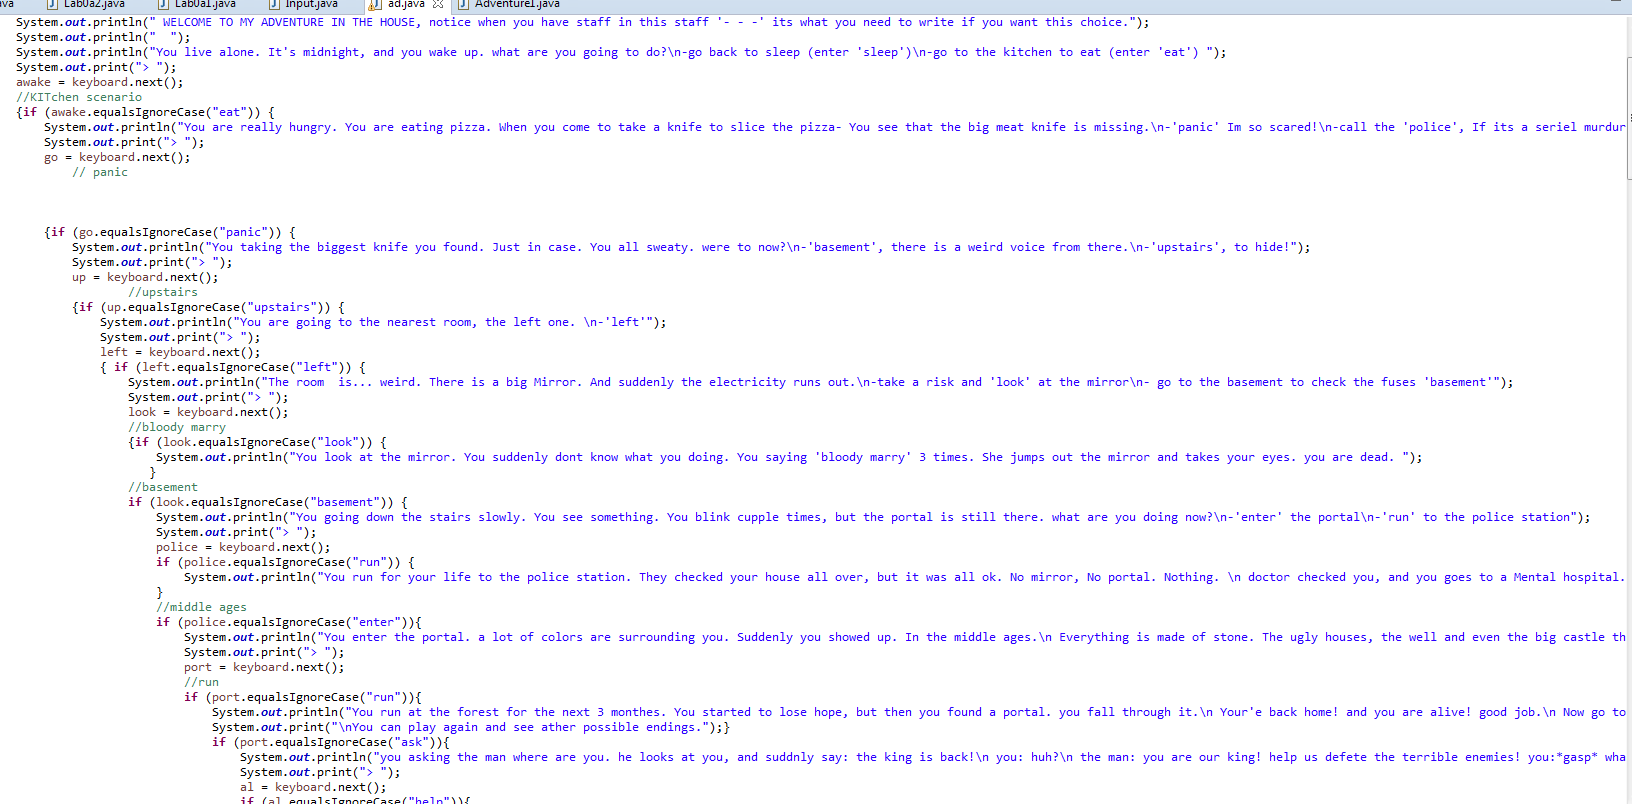 ava
Lab0a2.java
Lab0a1.java
Input.java
ad.java
Adventure1.java
System.out.println(" WELCOME TO MY ADVENTURE IN THE HOUSE, notice when you have staff in this staff '- - -' its what you need to write if you want this choice.");
System.out.println("  ");
System.out.println("You live alone. It's midnight, and you wake up. what are you going to do?\n-go back to sleep (enter 'sleep')\n-go to the kitchen to eat (enter 'eat') ");
System.out.print("> ");
awake = keyboard.next();
//KITchen scenario
{if (awake.equalsIgnoreCase("eat")) {
System.out.println("You are really hungry. You are eating pizza. When you come to take a knife to slice the pizza- You see that the big meat knife is missing.\n-'panic' Im so scared!\n-call the 'police', If its a seriel murdur
System.out.print("> ");
go = keyboard.next();
// panic
{if (go.equalsIgnoreCase("panic")) {
System.out.println("You taking the biggest knife you found. Just in case. You all sweaty. were to now?\n-'basement', there is a weird voice from there.\n-'upstairs', to hide!");
System.out.print("> ");
up = keyboard.next();
//upstairs
{if (up.equalsIgnoreCase("upstairs")) {
System.out.println("You are going to the nearest room, the left one. \n-'left'");
System.out.print("> ");
left = keyboard.next();
{ if (left.equalsIgnoreCase("left")) {
System.out.println("The room  is... weird. There is a big Mirror. And suddenly the electricity runs out.\n-take a risk and 'look' at the mirror\n- go to the basement to check the fuses 'basement'");
System.out.print("> ");
look = keyboard.next();
//bloody marry
{if (look.equalsIgnoreCase("look")) {
System.out.println("You look at the mirror. You suddenly dont know what you doing. You saying 'bloody marry' 3 times. She jumps out the mirror and takes your eyes. you are dead. ");
}
//basement
if (look.equalsIgnoreCase("basement")) {
System.out.println("You going down the stairs slowly. You see something. You blink cupple times, but the portal is still there. what are you doing now?\n-'enter' the portal\n-'run' to the police station");
System.out.print("> ");
police = keyboard.next();
if (police.equalsIgnoreCase("run")) {
System.out.println("You run for your life to the police station. They checked your house all over, but it was all ok. No mirror, No portal. Nothing. \n doctor checked you, and you goes to a Mental hospital.
}
//middle ages
if (police.equalsIgnoreCase("enter")){
System.out.println("You enter the portal. a lot of colors are surrounding you. Suddenly you showed up. In the middle ages.\n Everything is made of stone. The ugly houses, the well and even the big castle th
System.out.print("> ");
port = keyboard.next();
//run
if (port.equalsIgnoreCase("run")){
System.out.println("You run at the forest for the next 3 monthes. You started to lose hope, but then you found a portal. you fall through it.\n Your'e back home! and you are alive! good job.\n Now go to
System.out.print("\nYou can play again and see ather possible endings.");}
if (port.equalsIgnoreCase("ask")){
System.out.println("you asking the man where are you. he looks at you, and suddnly say: the king is back!\n you: huh?\n the man: you are our king! help us defete the terrible enemies! you:*gasp* wha
System.out.print("> ");
al = keyboard.next();
if (al.equalsIgnoreCase("help")){